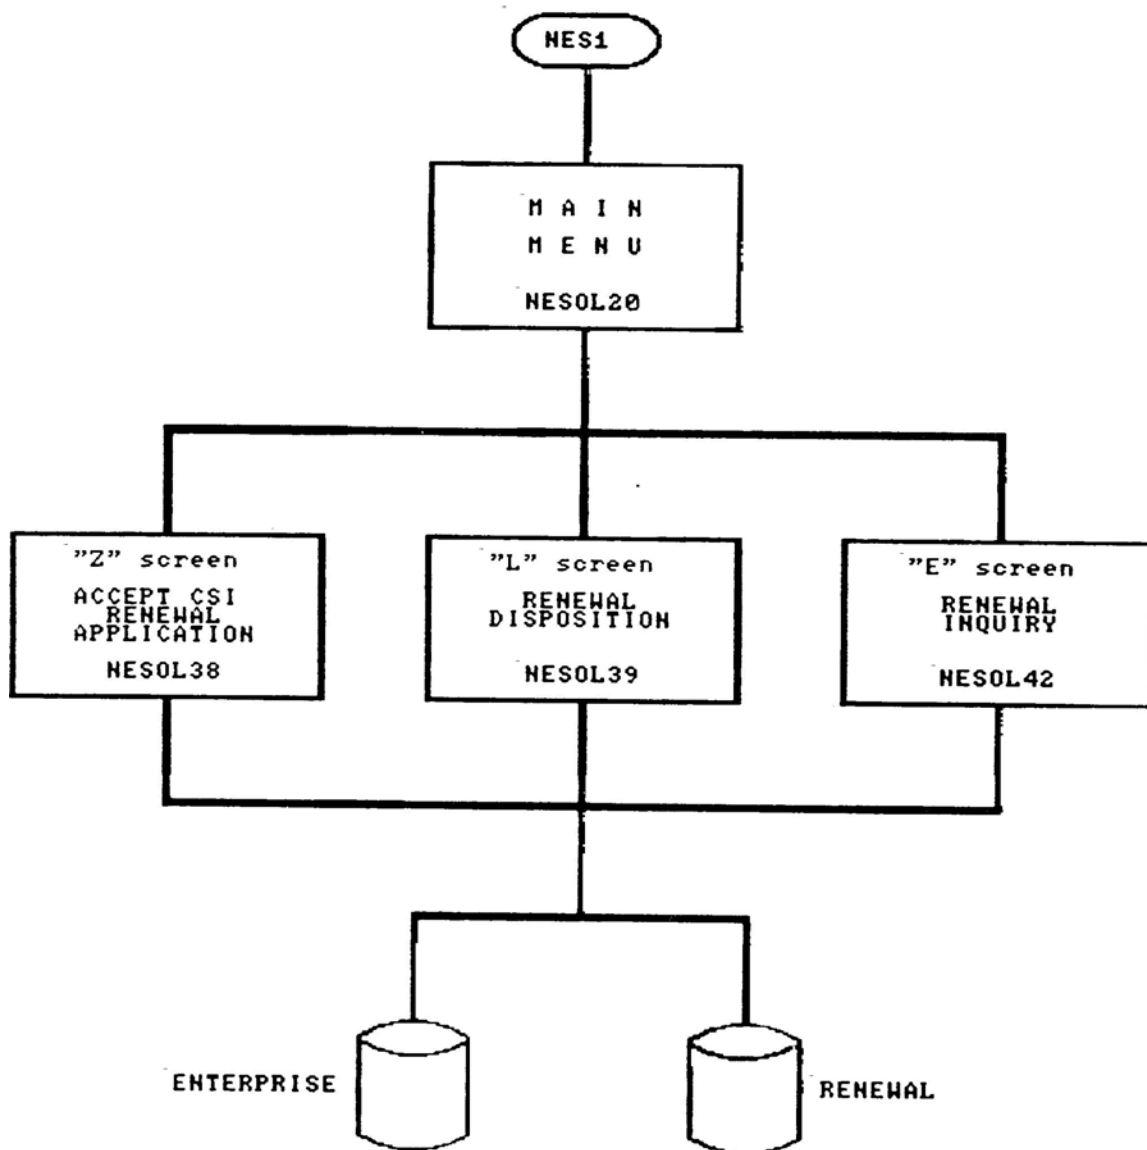 NES1
M A I N
M E N U
NESOL20
"Z" screen
ACCEPT CSI
RENEWAL
APPLICATION
NESOL38
"L" screen
RENEWAL
DISPOSITION
NESOL39
"E" screen
RENEWAL
INQUIRY
NESOL42
ENTERPRISE
RENEWAL